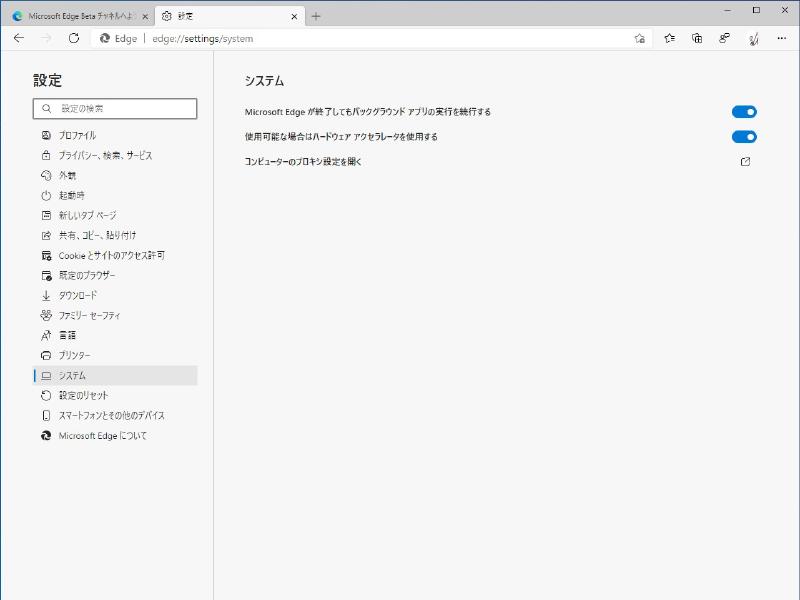 Microsoft Edge Beta チャネルへよう
設定
Edge | edge://settings/system
設定
設定の検索
プロファイル
プライバシー、検索、サービス
外観
起動時
新しいタブ ページ
共有、コピー、貼り付け
Cookie とサイトのアクセス許可
既定のブラウザー
ダウンロード
ファミリー セーフティ
言語
プリンター
システム
設定のリセット
スマートフォンとその他のデバイス
Microsoft Edge について
システム
Microsoft Edge が終了してもバックグラウンド アプリの実行を続行する
使用可能な場合はハードウェア アクセラレータを使用する
コンピューターのプロキシ設定を開く